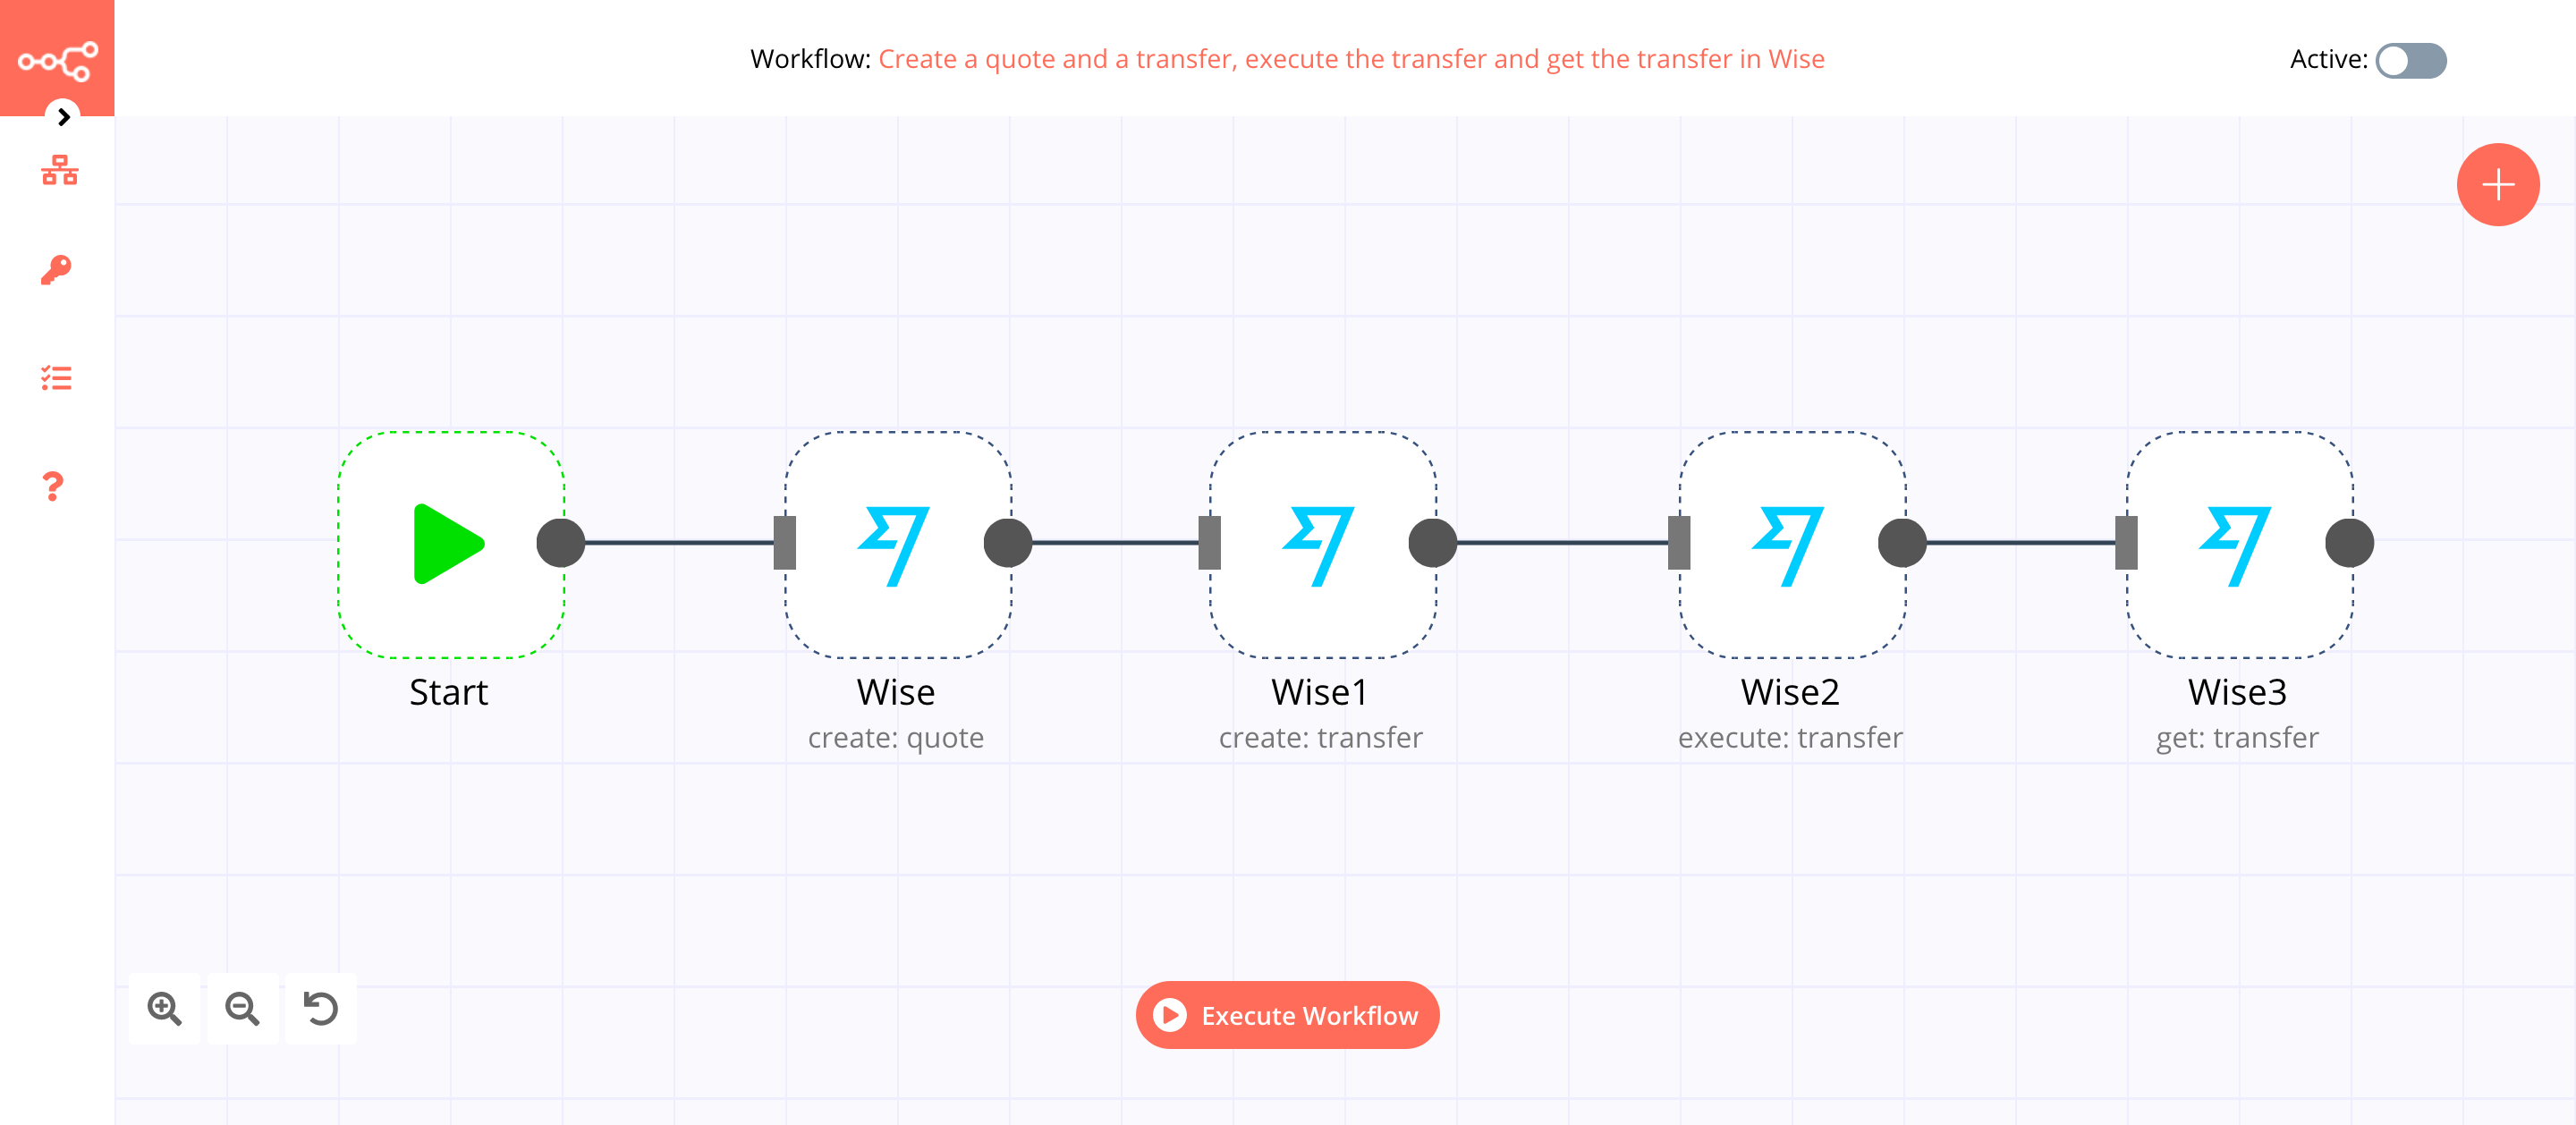 Workflow: Create a quote and a transfer, execute the transfer and get the transfer in Wise
Active:
Start
Wise
create: quote
Wise1
create: transfer
Wise2
execute: transfer
Wise3
get: transfer
Execute Workflow